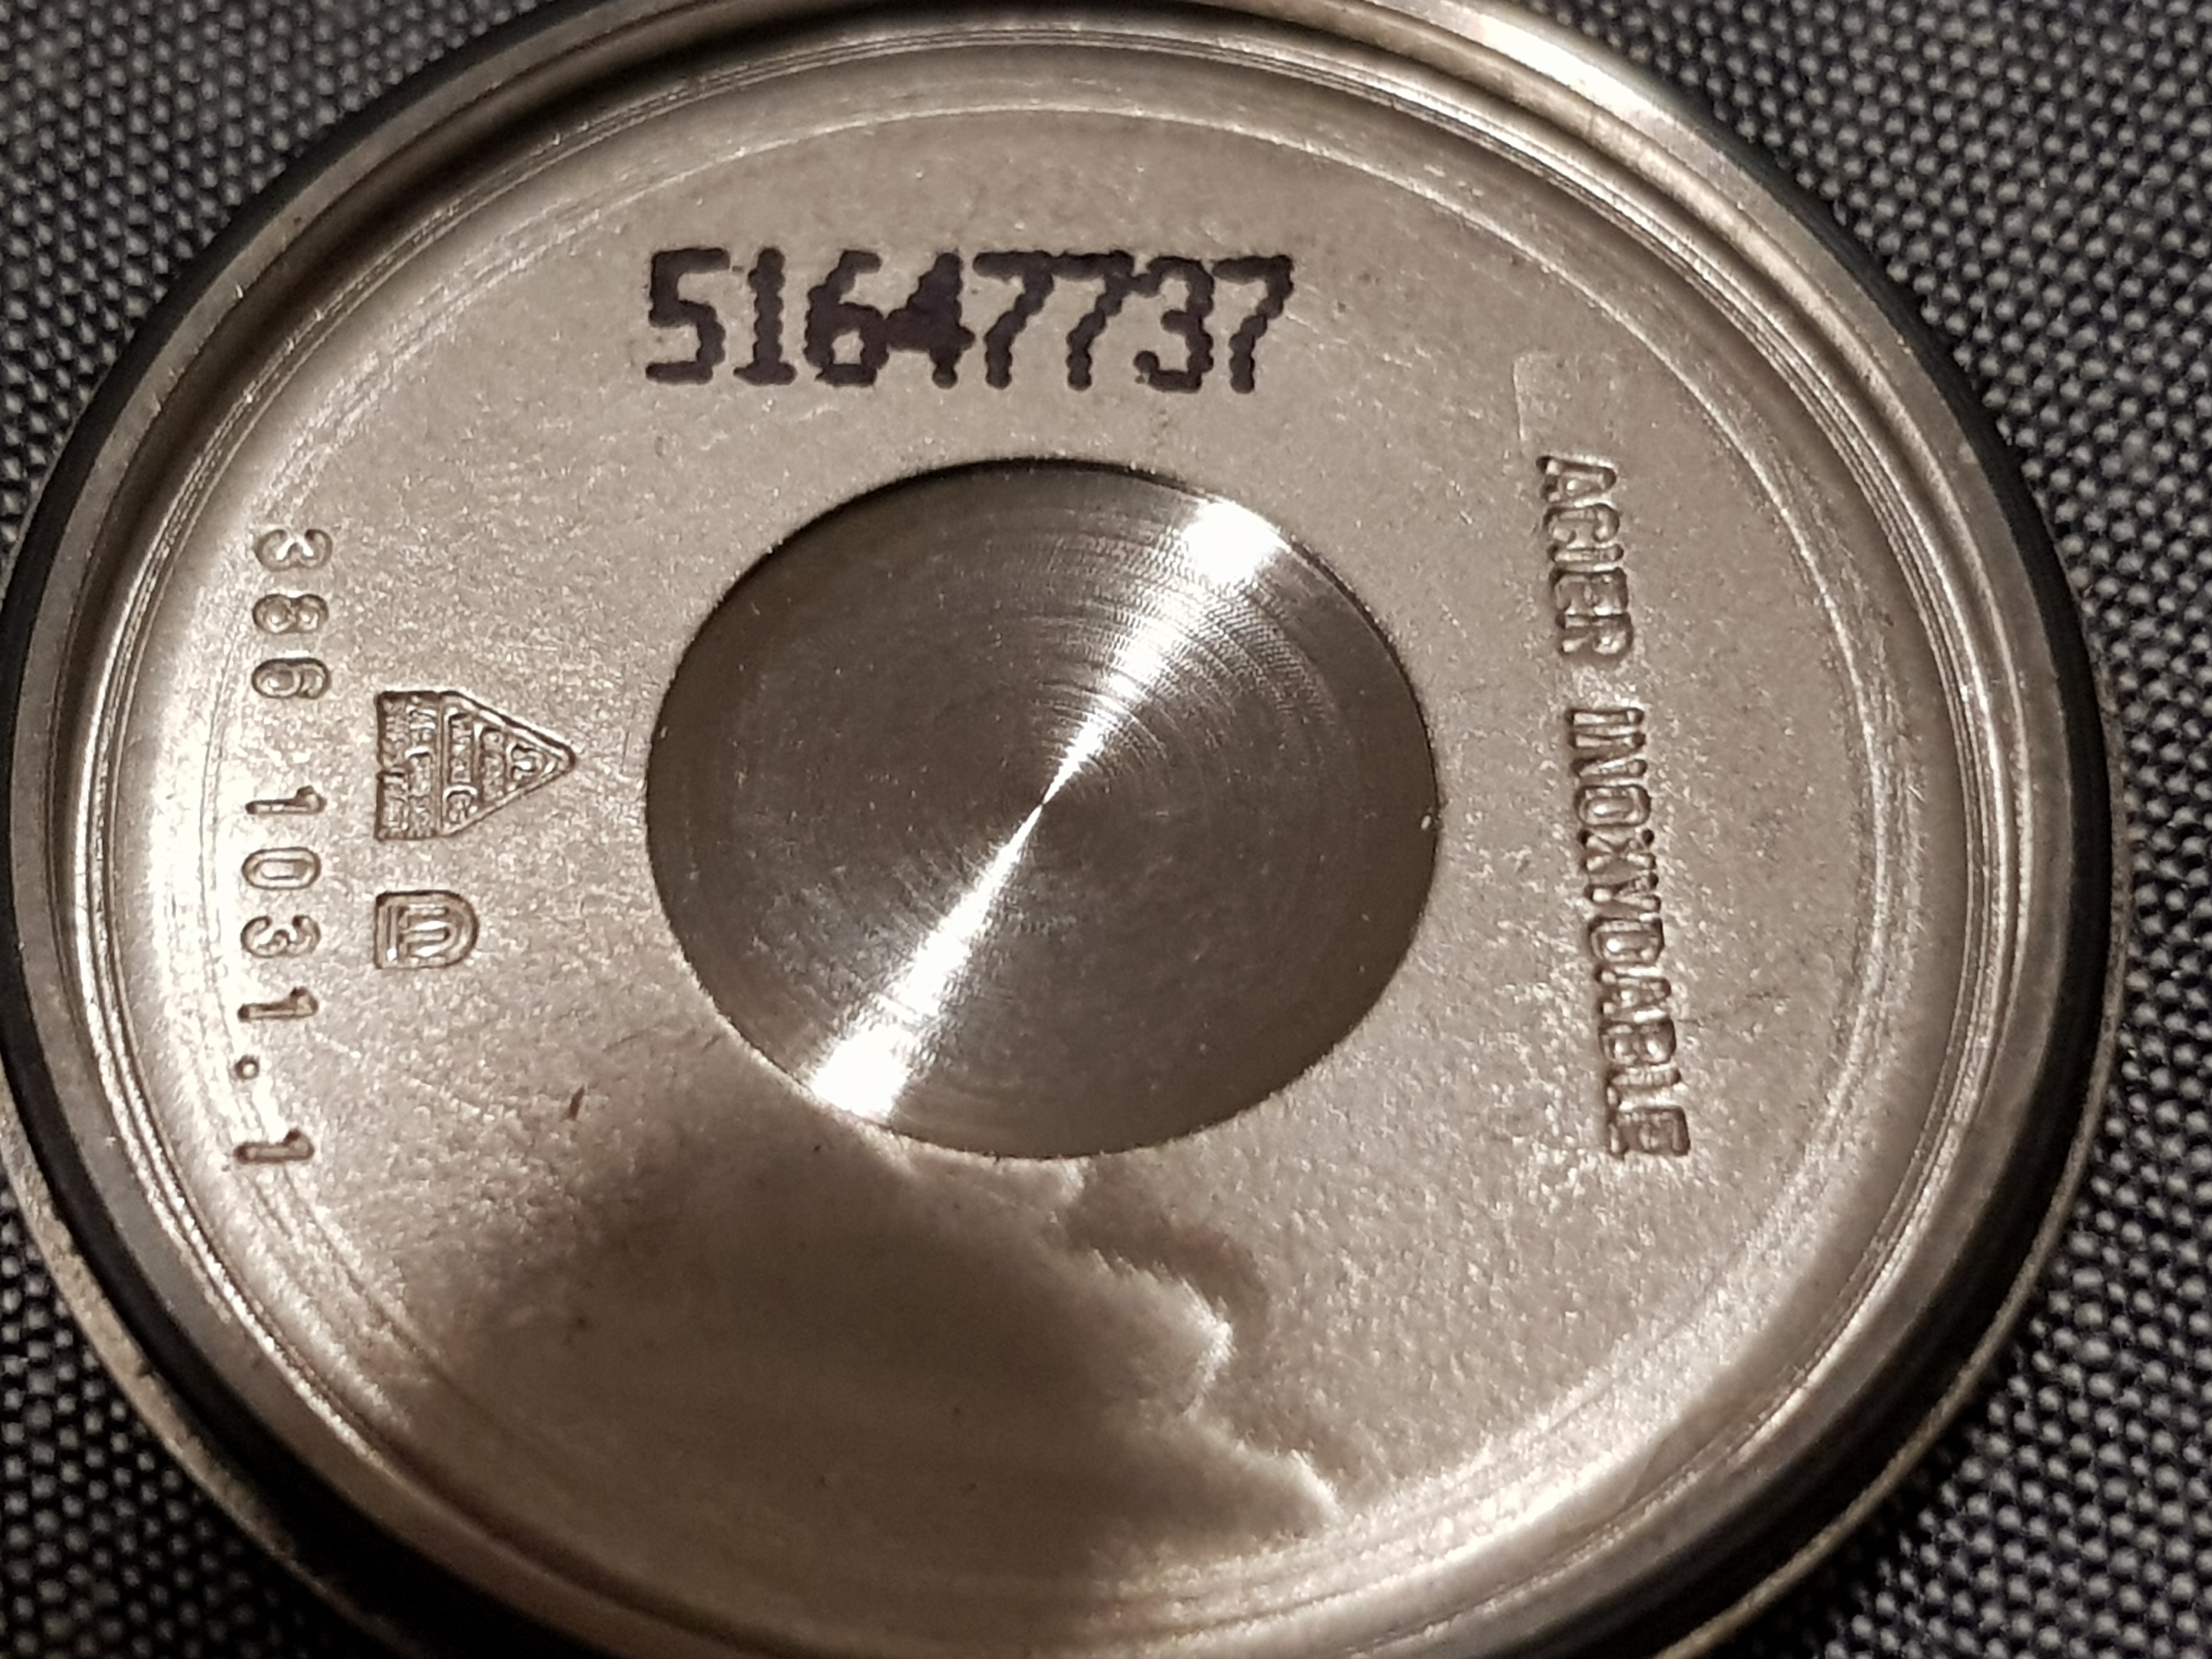 51647737
ACIER INOXYDABLE
386 1031.1